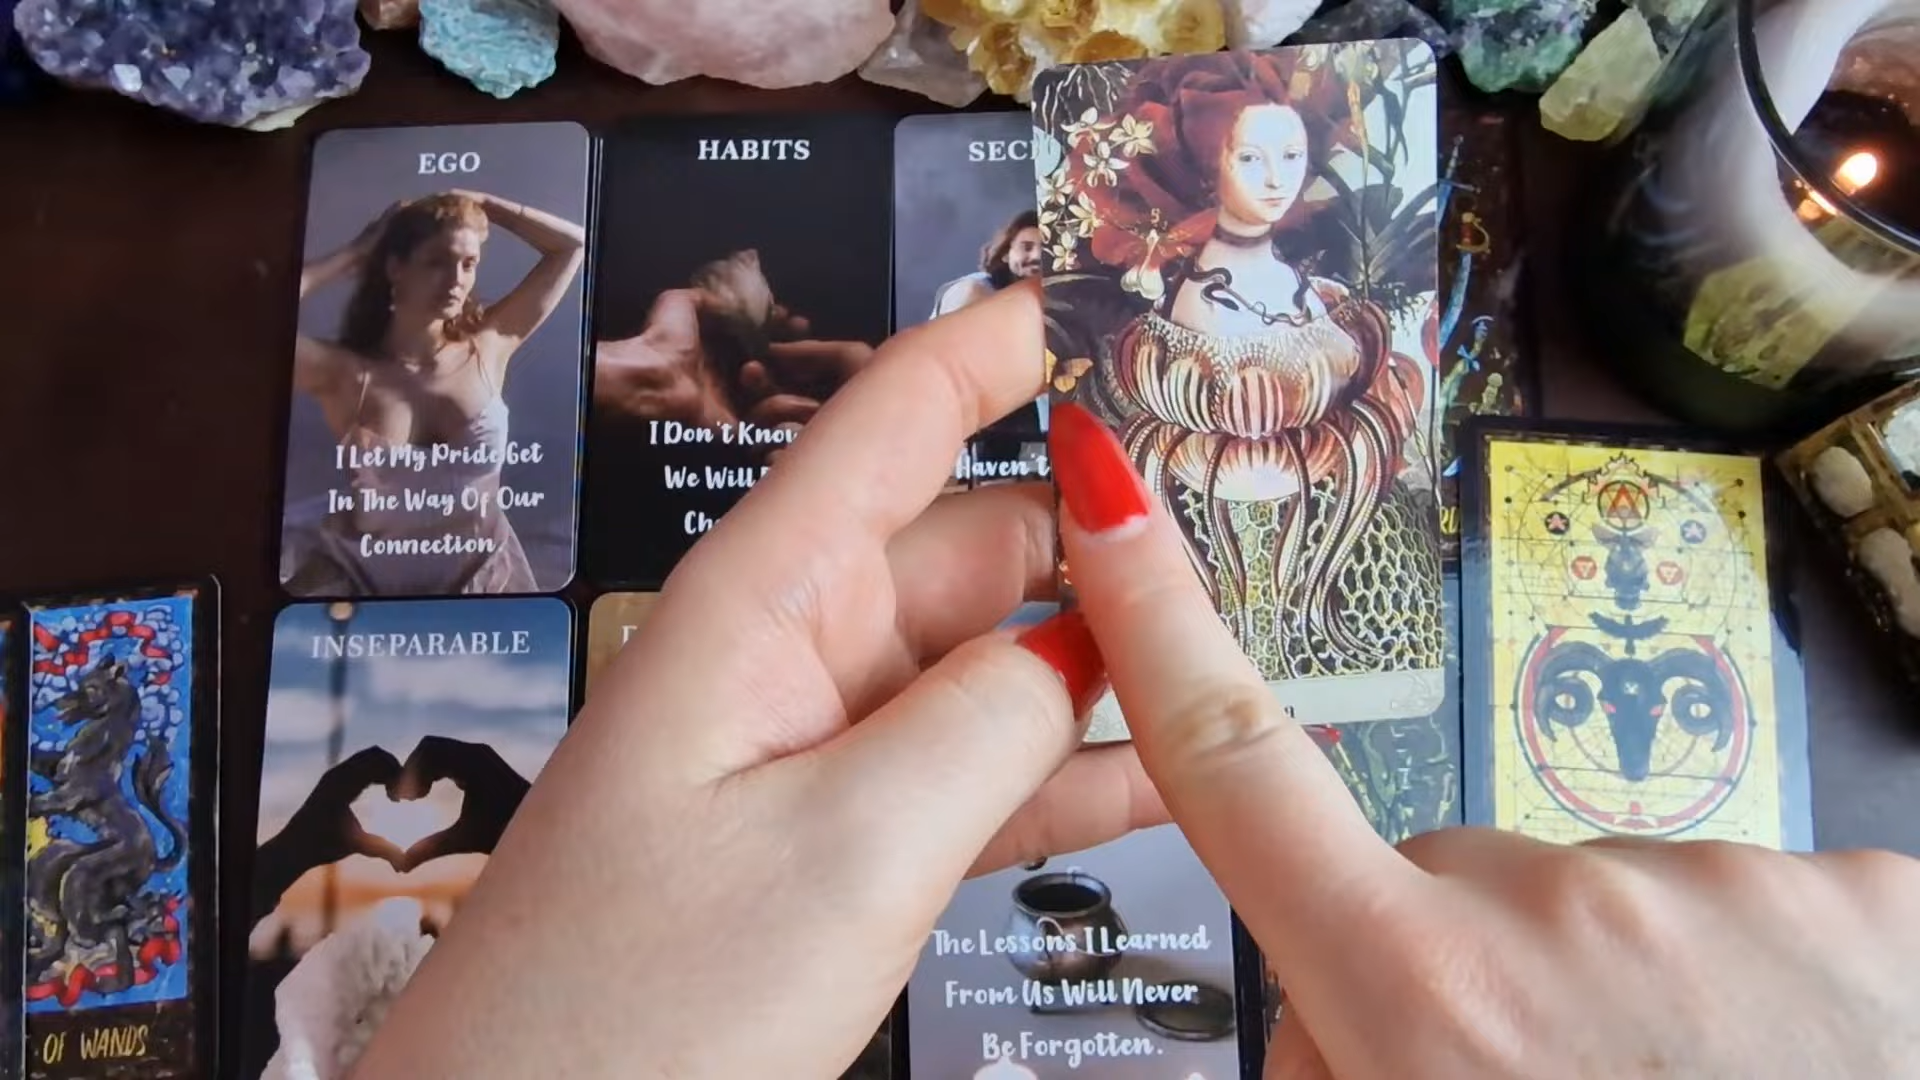 EGO
I Let My Pride Get
In The Way Of Our
Connection.
HABITS
I Don't Know
We Will
INSEPARABLE
Haven't
OF WANDS
The Lessons I Learned
From Us Will Never
Be Forgotten.